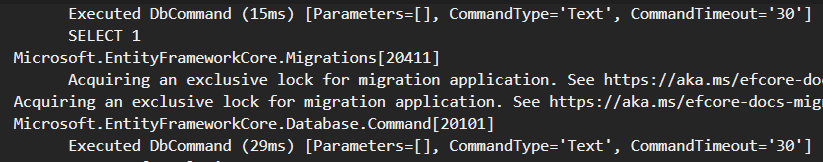 Executed DbCommand (15ms) [Parameters=[], CommandType='Text', CommandTimeout='30']
SELECT 1
Microsoft.EntityFrameworkCore.Migrations[20411]
Acquiring an exclusive lock for migration application. See https://aka.ms/efcore-do
Acquiring an exclusive lock for migration application. See https://aka.ms/efcore-docs-mig
Microsoft.EntityFrameworkCore.Database.Command[20101]
Executed DbCommand (29ms) [Parameters=[], CommandType='Text', CommandTimeout='30']